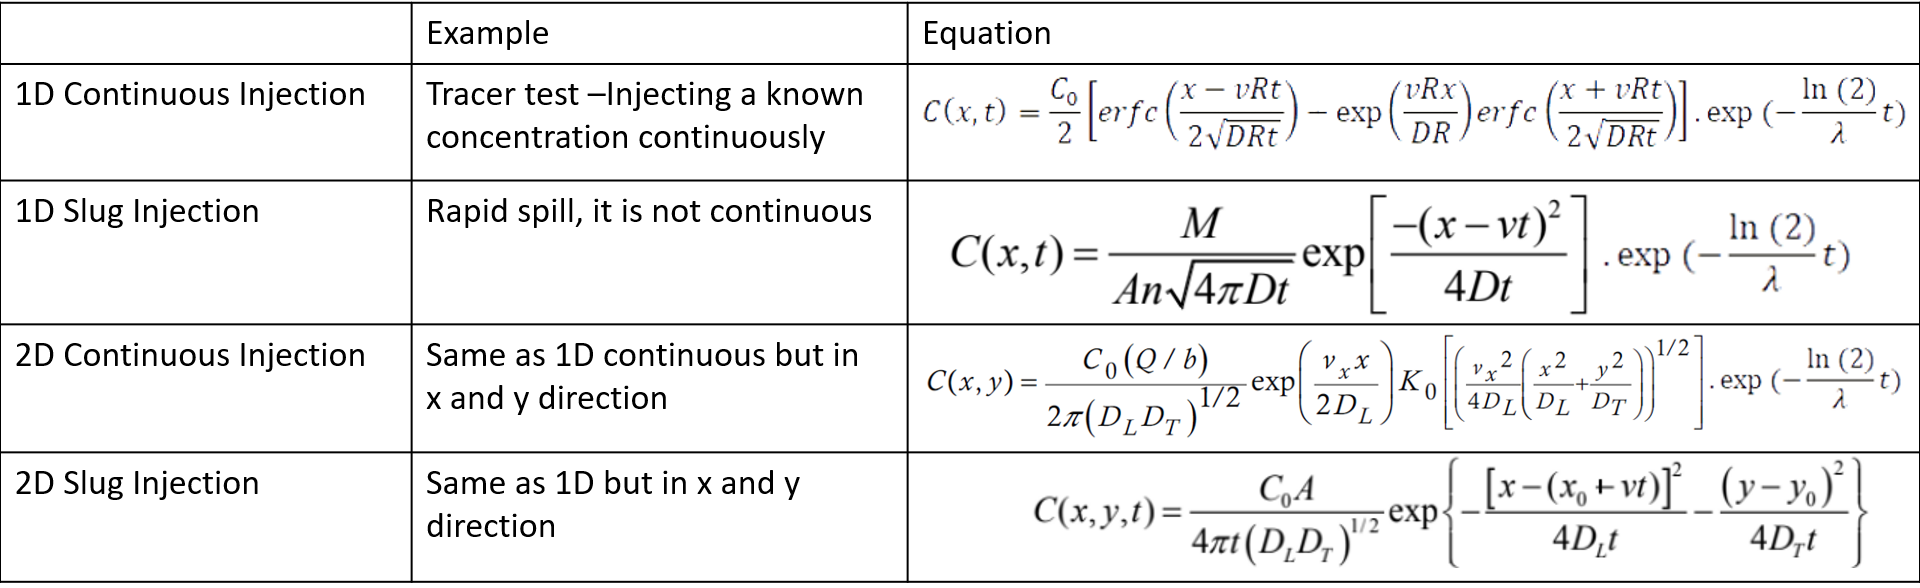 Example Equation
1D Continuous Injection
Tracer test –Injecting a known
concentration continuously
C(x, t) = C₀/2 [erfc((x − vRt)/(2√DRt)) − exp(vRx/DR) erfc((x + vRt)/(2√DRt))] . exp (−ln (2)/λ t)
1D Slug Injection
Rapid spill, it is not continuous
C(x,t) = M/(An√4πDt) exp[−(x − vt)²/4Dt] . exp (−ln (2)/λ t)
2D Continuous Injection
Same as 1D continuous but in
x and y direction
C(x, y) = C₀(Q / b)/(2π(D_L D_T)^1/2) exp(vₓx/2D_L) K₀[(vₓ²/4D_L (x²/D_L + y²/D_T))^1/2] . exp (−ln (2)/λ t)
2D Slug Injection
Same as 1D but in x and y
direction
C(x,y,t) = C₀A/(4πt(D_L D_T)^1/2) exp{−[x−(x₀+vt)]²/4D_L t − (y−y₀)²/4D_T t}